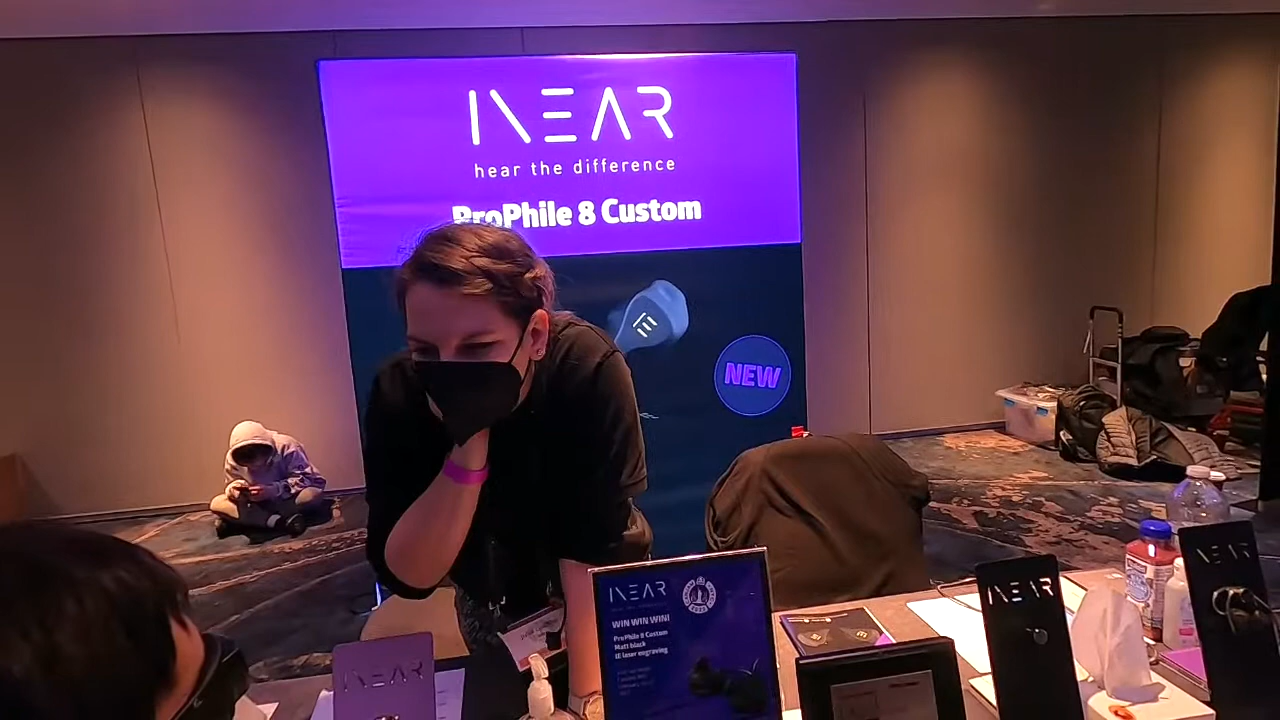 INEAR
hear the difference
ProPhile 8 Custom
NEW
INEAR
WIN WIN WIN!
ProPhile 8 Custom
Matt black
IE laser engraving
INEAR
INEAR
INEAR